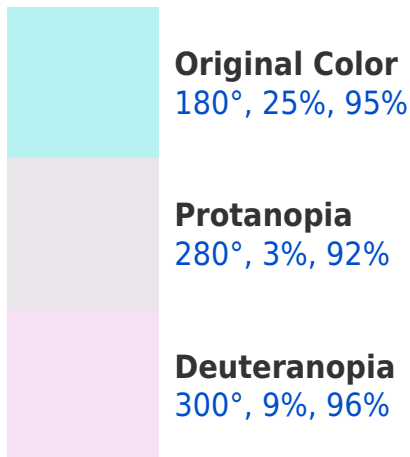 Original Color
180°, 25%, 95%
Protanopia
280°, 3%, 92%
Deuteranopia
300°, 9%, 96%